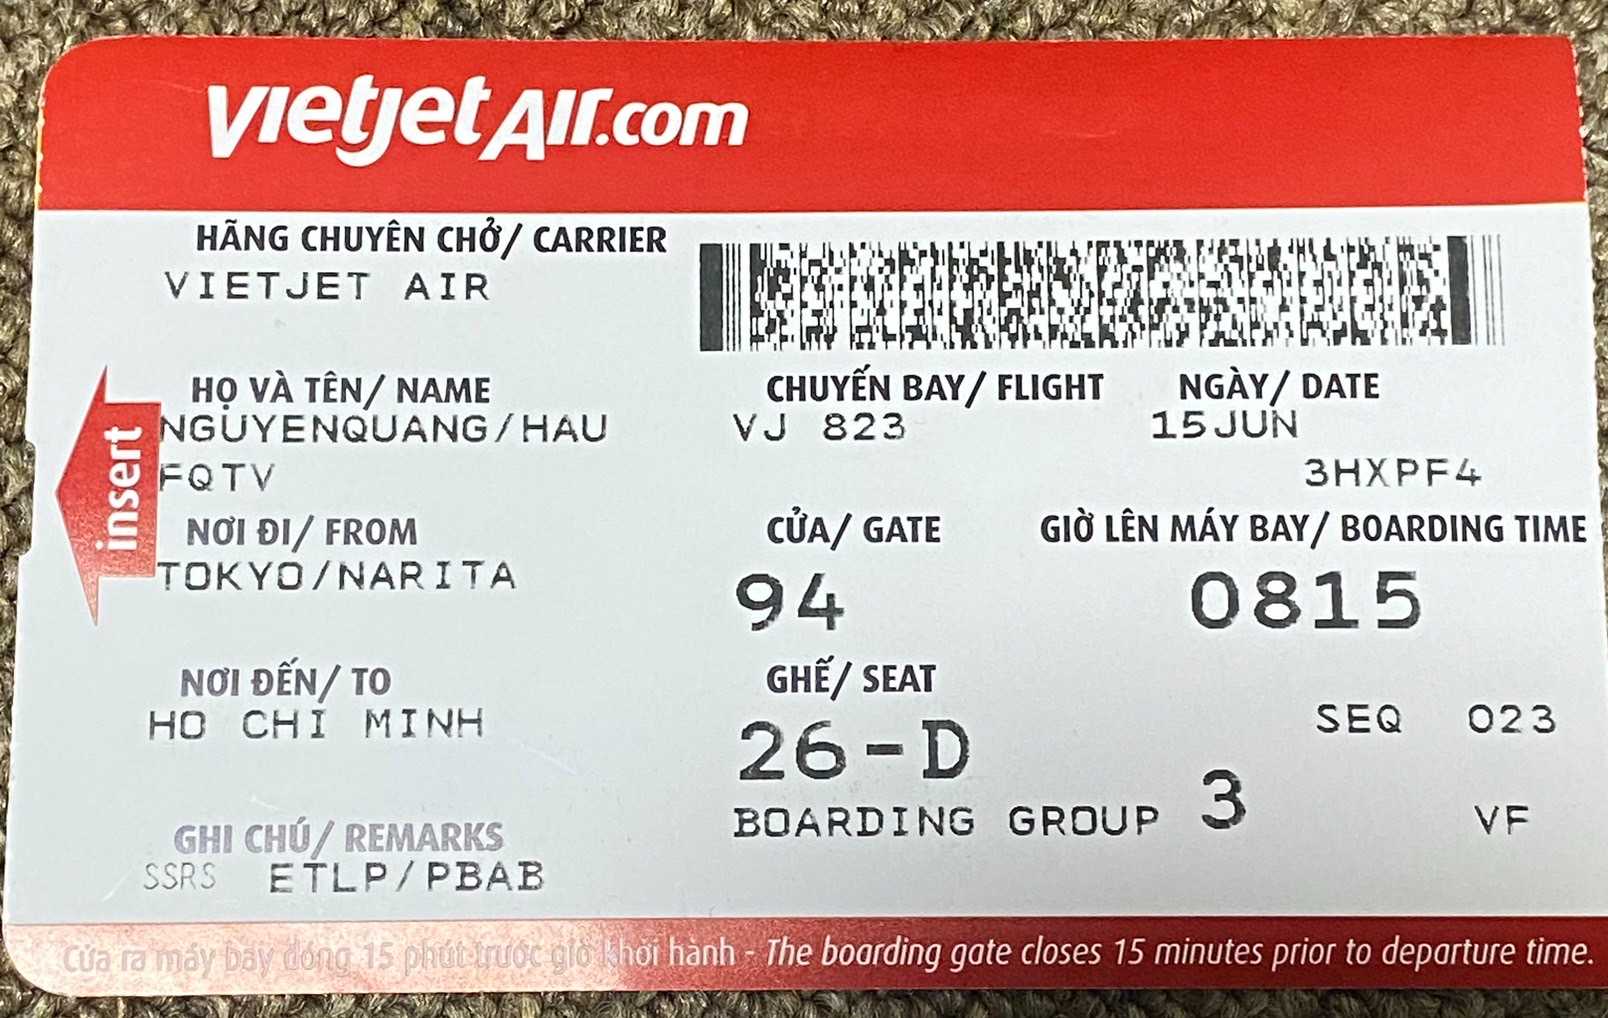 vietjetAir.com
HÃNG CHUYÊN CHỞ/ CARRIER
VIETJET AIR
HỌ VÀ TÊN/ NAME
NGUYENQUANG/HAU
FQTV
CHUYẾN BAY/ FLIGHT
VJ 823
NGÀY/ DATE
15JUN
3HXPF4
insert
NƠI ĐI/ FROM
TOKYO/NARITA
CỬA/ GATE
94
GIỜ LÊN MÁY BAY/ BOARDING TIME
0815
NƠI ĐẾN/ TO
HO CHI MINH
GHẾ/ SEAT
26-D
SEQ 023
BOARDING GROUP 3
VF
GHI CHÚ/ REMARKS
SSRS ETLP/PBAB
Cửa ra máy bay đóng 15 phút trước giờ khởi hành - The boarding gate closes 15 minutes prior to departure time.